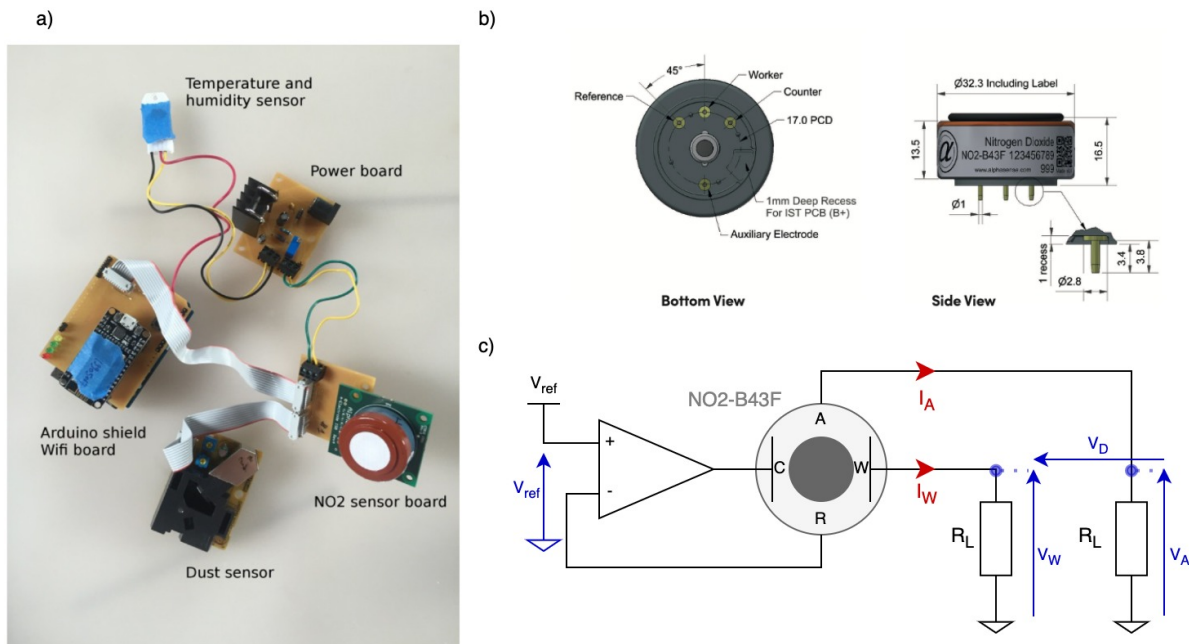 a)
Temperature and
humidity sensor
Power board
Arduino shield
Wifi board
NO2 sensor board
Dust sensor
b)
45°
Worker
Reference
Counter
17.0 PCD
1mm Deep Recess
For IST PCB (B+)
Auxiliary Electrode
Bottom View
Ø32.3 Including Label
13.5
16.5
α
Nitrogen Dioxide
NO2-B43F 123456789
www.alphasense.com
999
Ø1
1 recess
3.4
3.8
Ø2.8
Side View
c)
Vref
Vref
+
-
NO2-B43F
A
C
W
R
IA
IW
VD
RL
VW
RL
VA